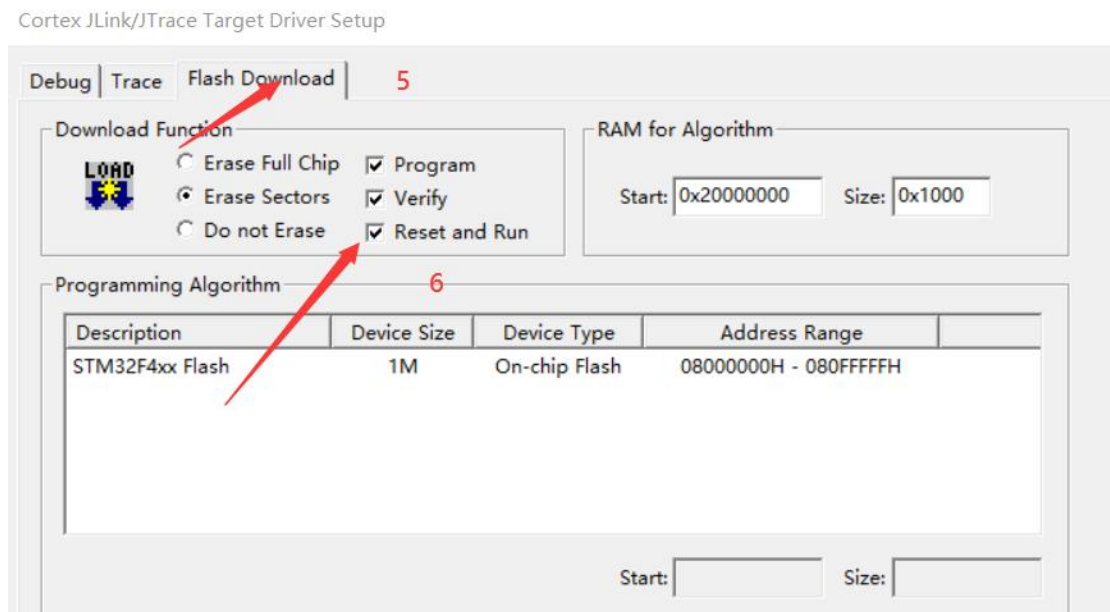 Cortex JLink/JTrace Target Driver Setup
Debug Trace Flash Download 5
Download Function
LOAD
Erase Full Chip
Erase Sectors
Do not Erase
Program
Verify
Reset and Run
RAM for Algorithm
Start: 0x20000000 Size: 0x1000
6
Programming Algorithm
Description Device Size Device Type Address Range
STM32F4xx Flash 1M On-chip Flash 08000000H - 080FFFFFH
Start: Size: